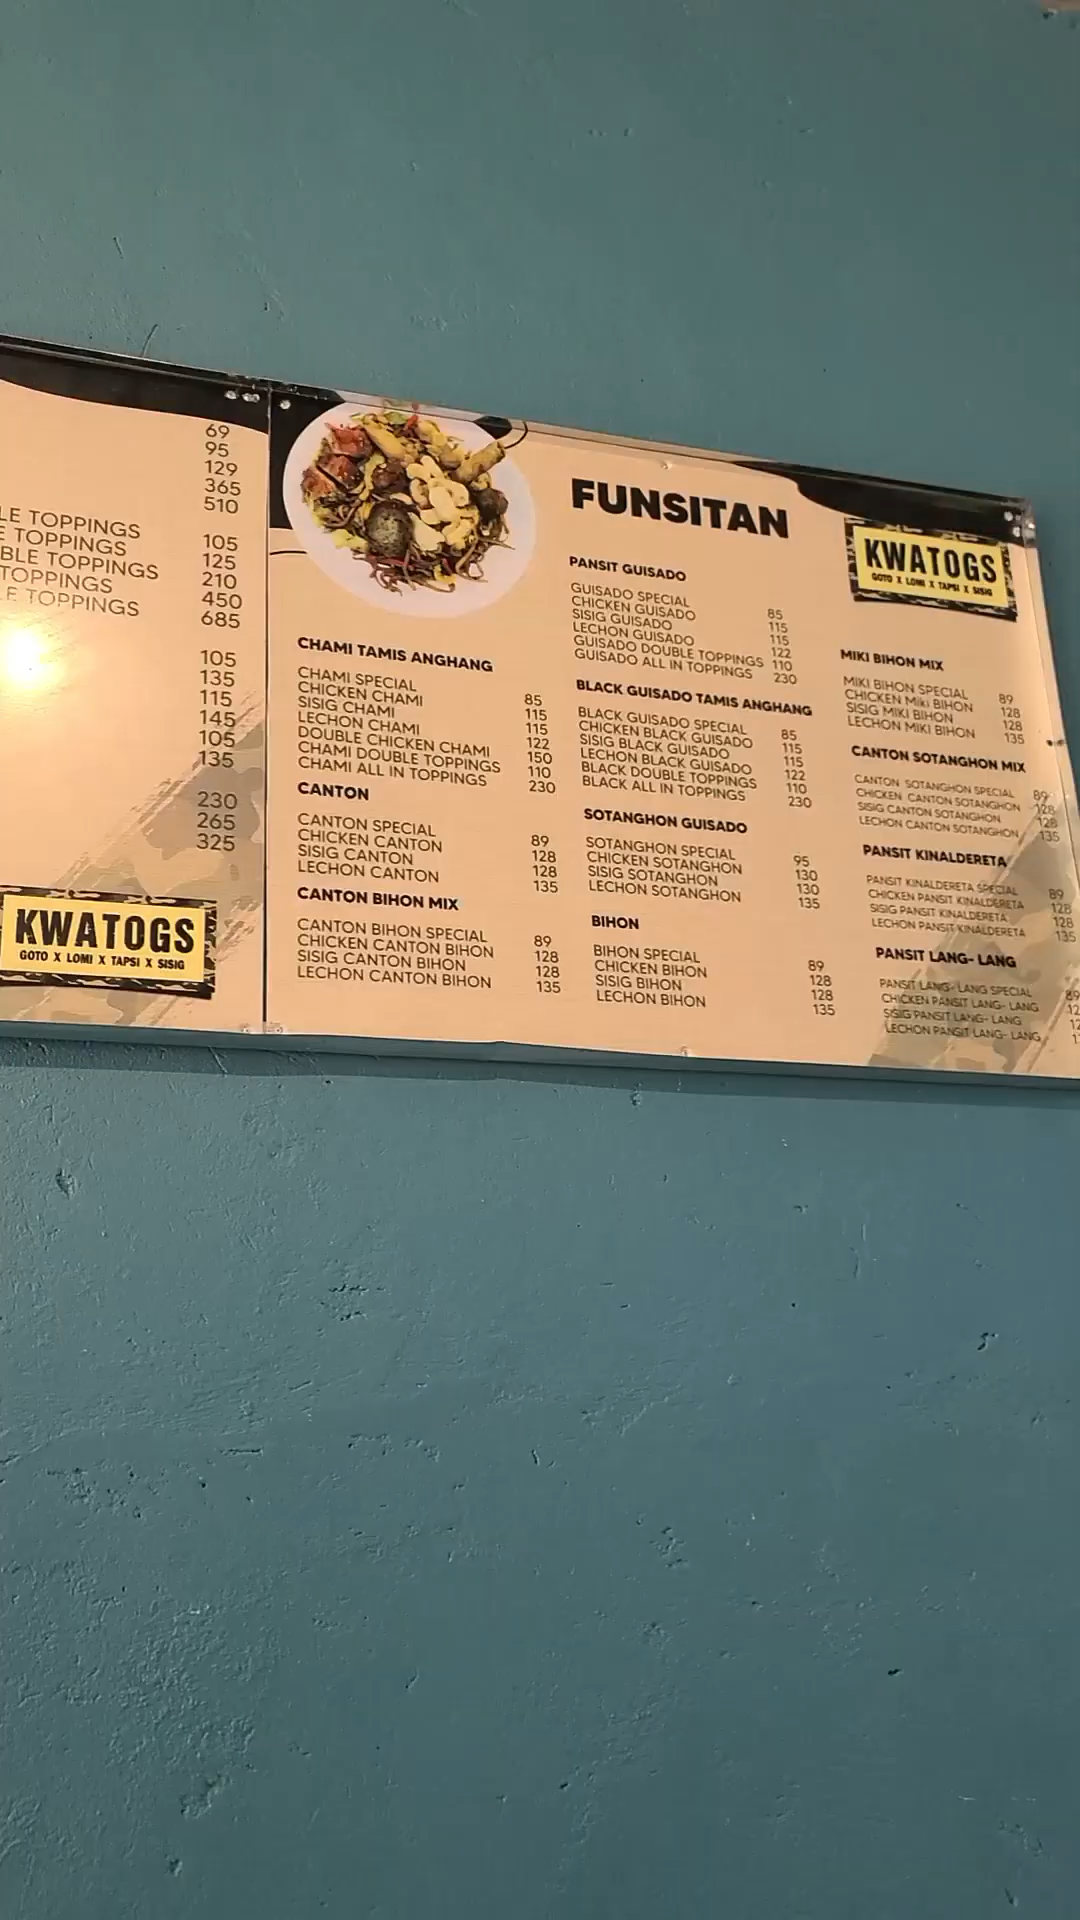 69
95
129
365
510
LE TOPPINGS 105
E TOPPINGS 125
BLE TOPPINGS 210
TOPPINGS 450
LE TOPPINGS 685
105
135
115
145
105
135
230
265
325
KWATOGS
GOTO X LOMI X TAPSI X SISIG
FUNSITAN
KWATOGS
GOTO X LOMI X TAPSI X SISIG
CHAMI TAMIS ANGHANG
CHAMI SPECIAL 85
CHICKEN CHAMI 115
SISIG CHAMI 115
LECHON CHAMI 122
DOUBLE CHICKEN CHAMI 150
CHAMI DOUBLE TOPPINGS 110
CHAMI ALL IN TOPPINGS 230
CANTON
CANTON SPECIAL 89
CHICKEN CANTON 128
SISIG CANTON 128
LECHON CANTON 135
CANTON BIHON MIX
CANTON BIHON SPECIAL 89
CHICKEN CANTON BIHON 128
SISIG CANTON BIHON 128
LECHON CANTON BIHON 135
PANSIT GUISADO
GUISADO SPECIAL 85
CHICKEN GUISADO 115
SISIG GUISADO 115
LECHON GUISADO 122
GUISADO DOUBLE TOPPINGS 110
GUISADO ALL IN TOPPINGS 230
BLACK GUISADO TAMIS ANGHANG
BLACK GUISADO SPECIAL 85
CHICKEN BLACK GUISADO 115
SISIG BLACK GUISADO 115
LECHON BLACK GUISADO 122
BLACK DOUBLE TOPPINGS 110
BLACK ALL IN TOPPINGS 230
SOTANGHON GUISADO
SOTANGHON SPECIAL 95
CHICKEN SOTANGHON 130
SISIG SOTANGHON 130
LECHON SOTANGHON 135
BIHON
BIHON SPECIAL 89
CHICKEN BIHON 128
SISIG BIHON 128
LECHON BIHON 135
MIKI BIHON MIX
MIKI BIHON SPECIAL 89
CHICKEN MIKI BIHON 128
SISIG MIKI BIHON 128
LECHON MIKI BIHON 135
CANTON SOTANGHON MIX
CANTON SOTANGHON SPECIAL 89
CHICKEN CANTON SOTANGHON 128
SISIG CANTON SOTANGHON 128
LECHON CANTON SOTANGHON 135
PANSIT KINALDERETA
PANSIT KINALDERETA SPECIAL 89
CHICKEN PANSIT KINALDERETA 128
SISIG PANSIT KINALDERETA 128
LECHON PANSIT KINALDERETA 135
PANSIT LANG- LANG
PANSIT LANG- LANG SPECIAL 89
CHICKEN PANSIT LANG- LANG 12
SISIG PANSIT LANG- LANG 12
LECHON PANSIT LANG- LANG 1